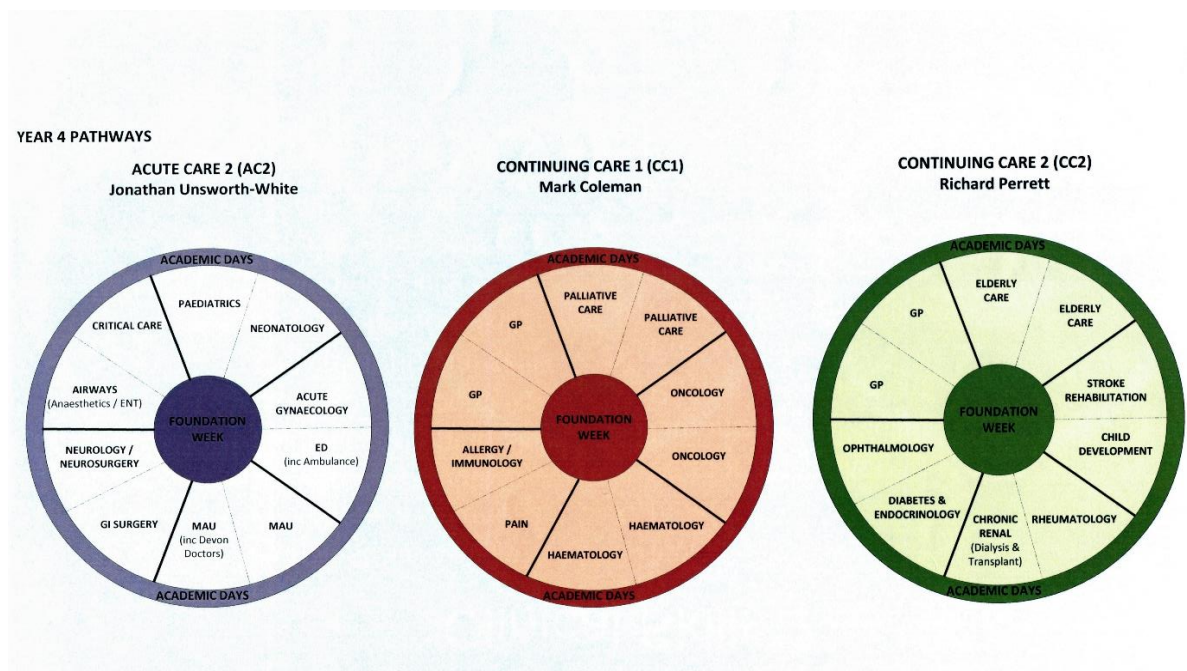 YEAR 4 PATHWAYS
ACUTE CARE 2 (AC2)
Jonathan Unsworth-White
ACADEMIC DAYS
PAEDIATRICS
NEONATOLOGY
ACUTE
GYNAECOLOGY
ED
(inc Ambulance)
MAU
MAU
(inc Devon
Doctors)
GI SURGERY
NEUROLOGY /
NEUROSURGERY
AIRWAYS
(Anaesthetics / ENT)
CRITICAL CARE
FOUNDATION
WEEK
ACADEMIC DAYS
CONTINUING CARE 1 (CC1)
Mark Coleman
ACADEMIC DAYS
PALLIATIVE
CARE
PALLIATIVE
CARE
ONCOLOGY
ONCOLOGY
HAEMATOLOGY
HAEMATOLOGY
PAIN
ALLERGY /
IMMUNOLOGY
GP
GP
FOUNDATION
WEEK
ACADEMIC DAYS
CONTINUING CARE 2 (CC2)
Richard Perrett
ACADEMIC DAYS
ELDERLY
CARE
ELDERLY
CARE
STROKE
REHABILITATION
CHILD
DEVELOPMENT
RHEUMATOLOGY
CHRONIC
RENAL
(Dialysis &
Transplant)
DIABETES &
ENDOCRINOLOGY
OPHTHALMOLOGY
GP
GP
FOUNDATION
WEEK
ACADEMIC DAYS